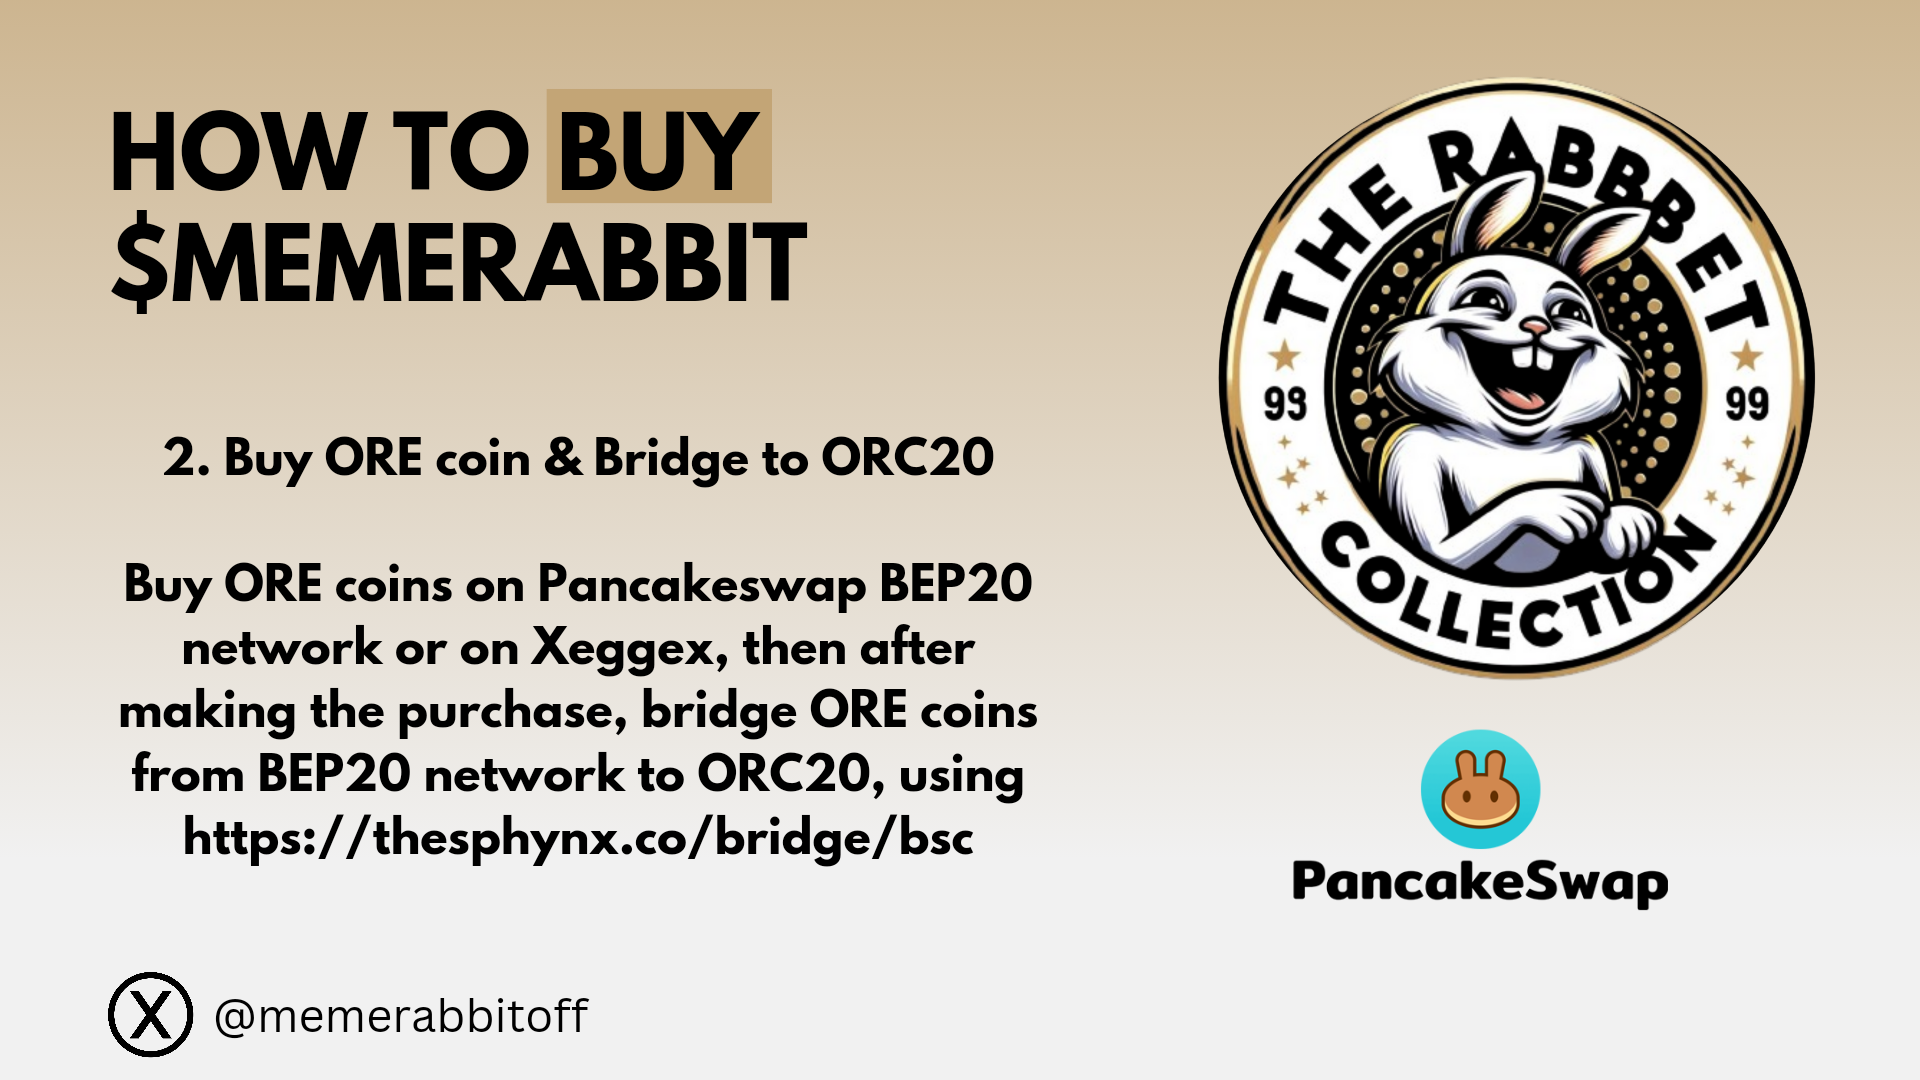 HOW TO BUY
$MEMERABBIT
2. Buy ORE coin & Bridge to ORC20
Buy ORE coins on Pancakeswap BEP20
network or on Xeggex, then after
making the purchase, bridge ORE coins
from BEP20 network to ORC20, using
https://thesphynx.co/bridge/bsc
X @memerabbitoff
THE RABBBET
93 99
COLLECTION
PancakeSwap